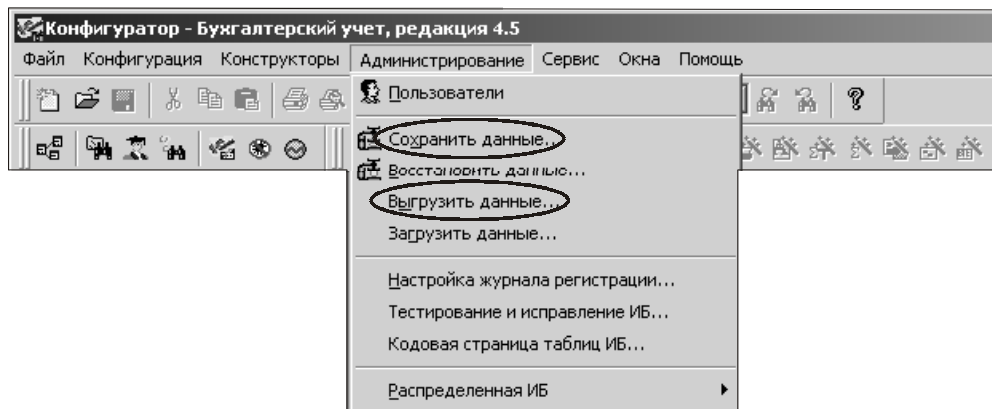 Конфигуратор - Бухгалтерский учет, редакция 4.5
Файл Конфигурация Конструкторы Администрирование Сервис Окна Помощь
Пользователи
Сохранить данные...
Восстановить данные...
Выгрузить данные...
Загрузить данные...
Настройка журнала регистрации...
Тестирование и исправление ИБ...
Кодовая страница таблиц ИБ...
Распределенная ИБ